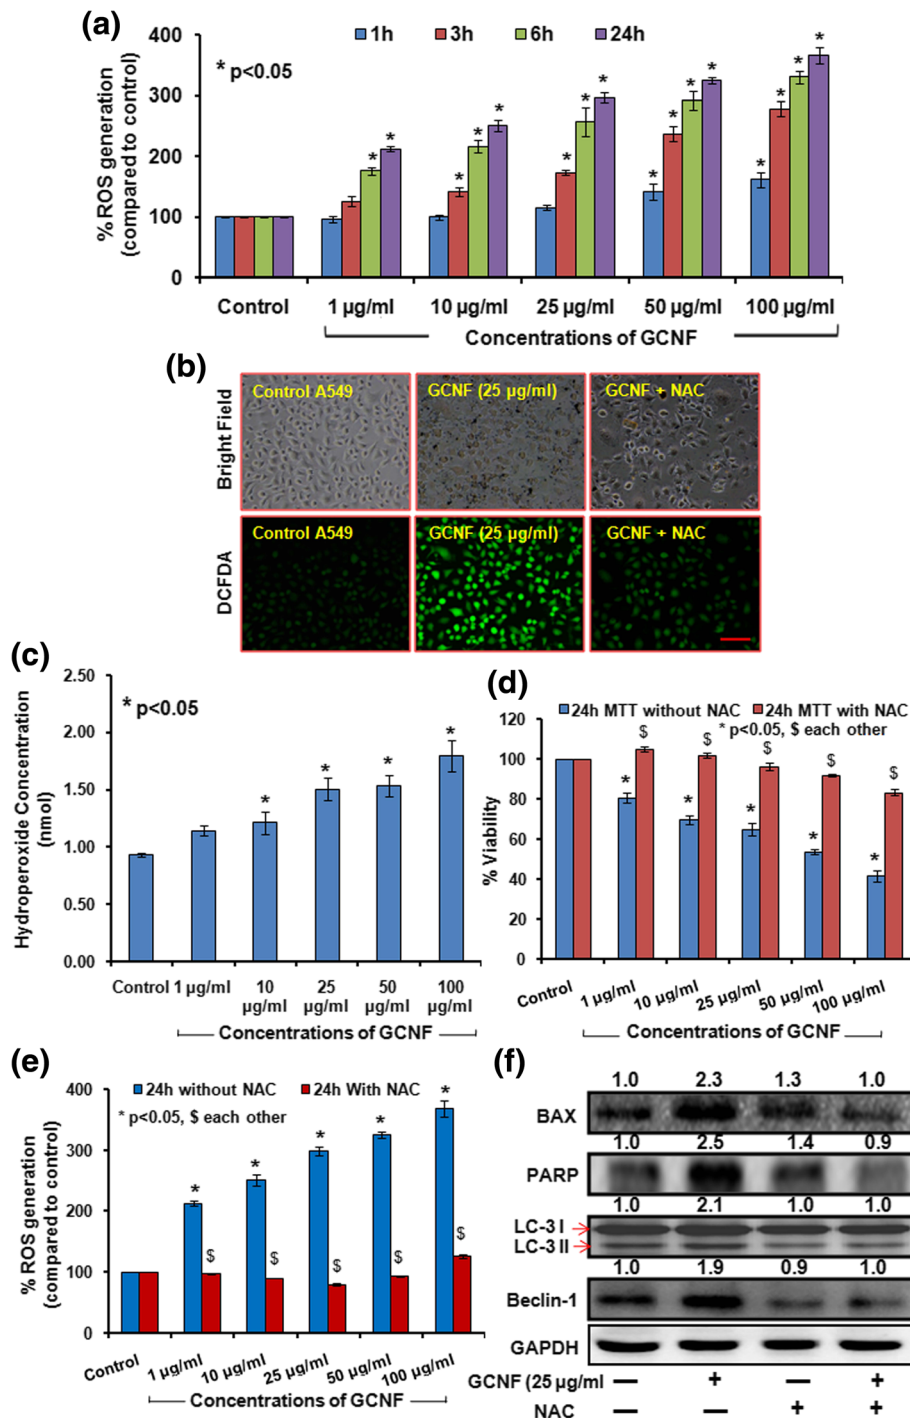 (a)
400
300
200
100
0
% ROS generation
(compared to control)
1h 3h 6h 24h
* p<0.05
* * * * * * * * * * * * * * * *
Control 1 µg/ml 10 µg/ml 25 µg/ml 50 µg/ml 100 µg/ml
Concentrations of GCNF
(b)
Bright Field
Control A549 GCNF (25 µg/ml) GCNF + NAC
DCFDA
Control A549 GCNF (25 µg/ml) GCNF + NAC
(c)
2.50
2.00
1.50
1.00
0.50
0.00
Hydroperoxide Concentration
(nmol)
* p<0.05
* * * *
Control 1 µg/ml 10 µg/ml 25 µg/ml 50 µg/ml 100 µg/ml
Concentrations of GCNF
(d)
24h MTT without NAC 24h MTT with NAC
* p<0.05, $ each other
120
100
80
60
40
20
0
% Viability
$ $ $ $ $
* * * * *
Control 1 µg/ml 10 µg/ml 25 µg/ml 50 µg/ml 100 µg/ml
Concentrations of GCNF
(e)
24h without NAC 24h With NAC
* p<0.05, $ each other
400
300
200
100
0
% ROS generation
(compared to control)
* * * * *
$ $ $ $ $
Control 1 µg/ml 10 µg/ml 25 µg/ml 50 µg/ml 100 µg/ml
Concentrations of GCNF
(f)
1.0 2.3 1.3 1.0
BAX
1.0 2.5 1.4 0.9
PARP
1.0 2.1 1.0 1.0
LC-3 I
LC-3 II
1.0 1.9 0.9 1.0
Beclin-1
GAPDH
GCNF (25 µg/ml — + — +
NAC — — + +